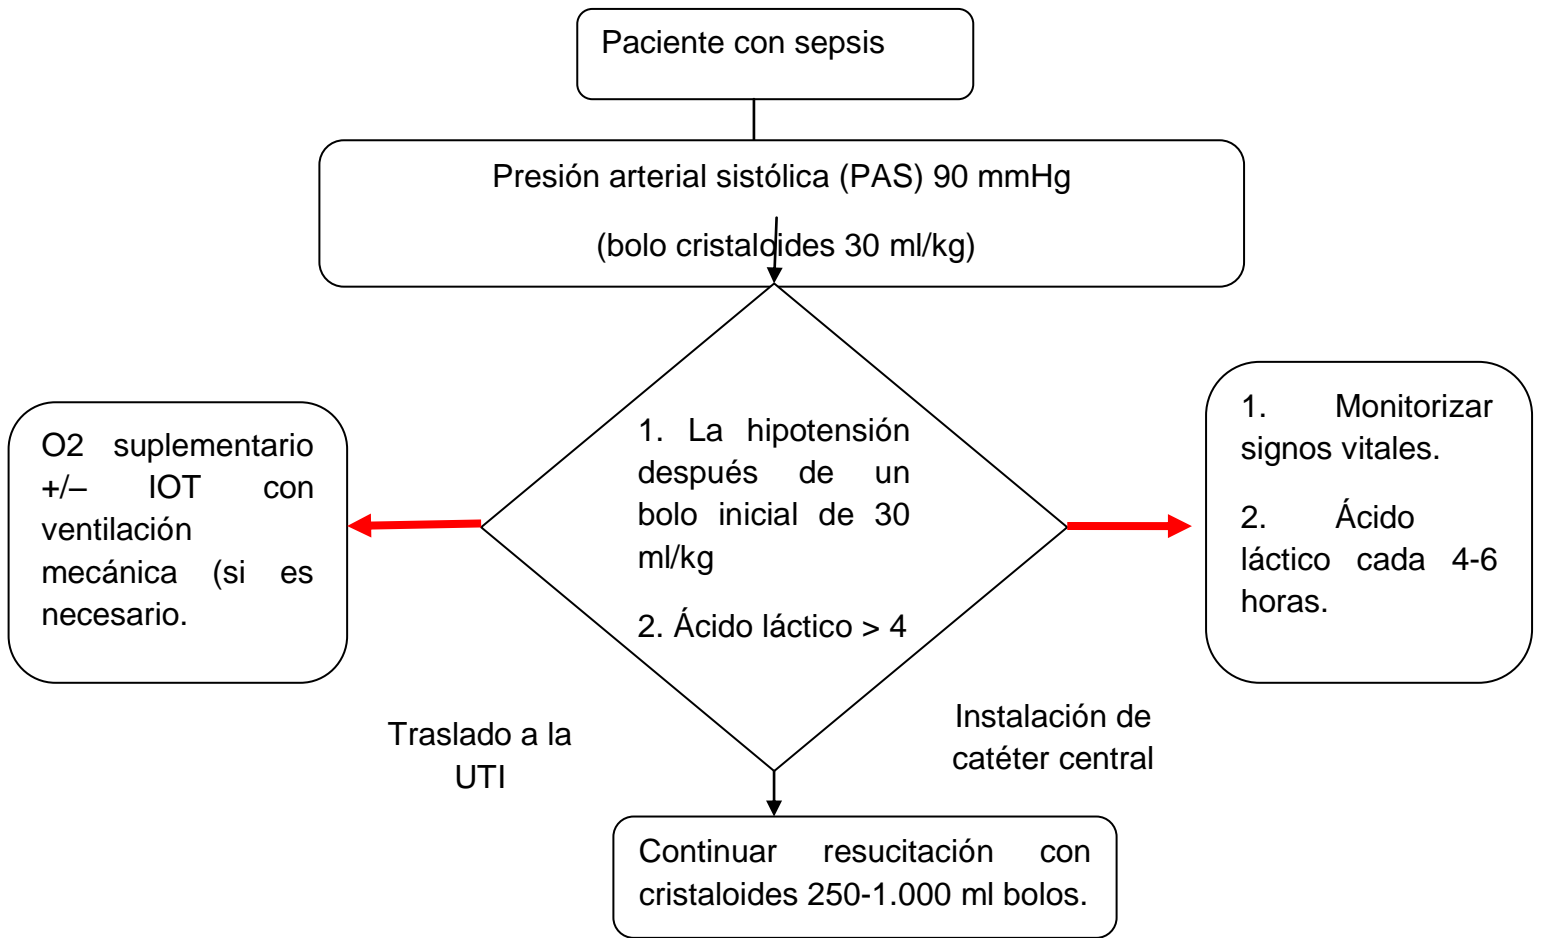 Paciente con sepsis
Presión arterial sistólica (PAS) 90 mmHg
(bolo cristaloides 30 ml/kg)
O2 suplementario
+/– IOT con
ventilación
mecánica (si es
necesario.
1. La hipotensión
después de un
bolo inicial de 30
ml/kg
2. Ácido láctico > 4
1. Monitorizar
signos vitales.
2. Ácido
láctico cada 4-6
horas.
Traslado a la
UTI
Instalación de
catéter central
Continuar resucitación con
cristaloides 250-1.000 ml bolos.